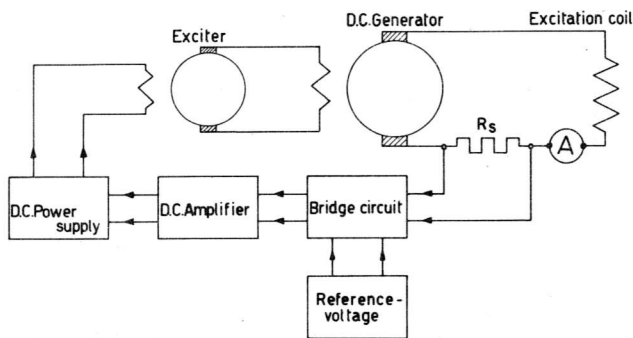 D.C. Generator
Excitation coil
Exciter
Rs
A
D.C. Power
supply
D.C. Amplifier
Bridge circuit
Reference-
voltage